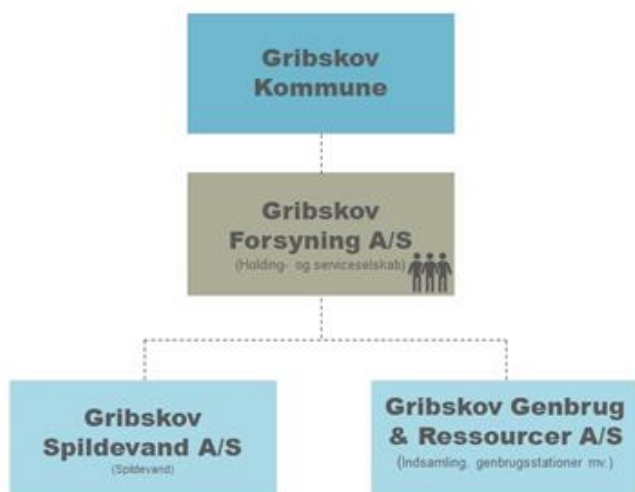 Gribskov
Kommune
Gribskov
Forsyning A/S
(Holding- og serviceselskab)
Gribskov
Spildevand A/S
(Spildevand)
Gribskov Genbrug
& Ressourcer A/S
(Indsamling, genbrugsstationer mv.)